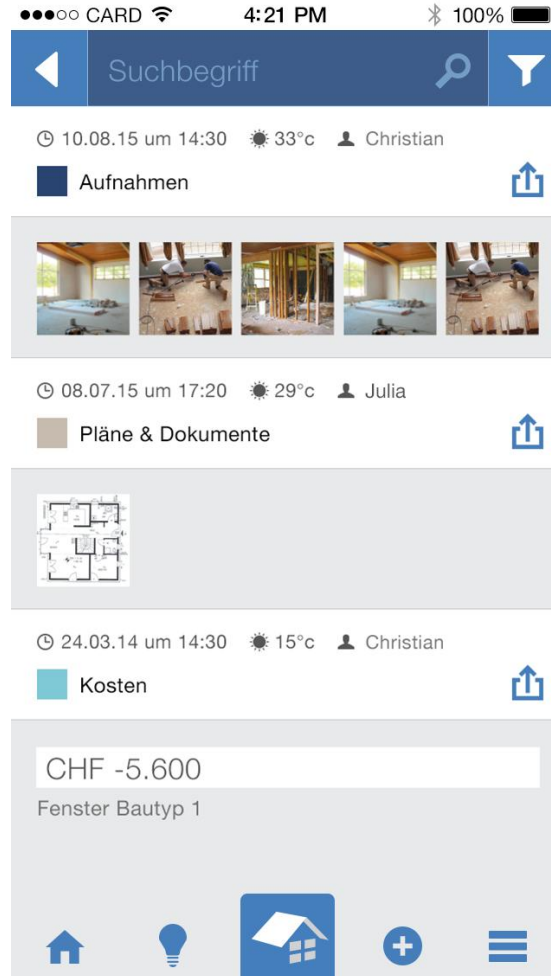 CARD 4:21 PM 100%
Suchbegriff
10.08.15 um 14:30 33°c Christian
Aufnahmen
08.07.15 um 17:20 29°c Julia
Pläne & Dokumente
24.03.14 um 14:30 15°c Christian
Kosten
CHF -5.600
Fenster Bautyp 1